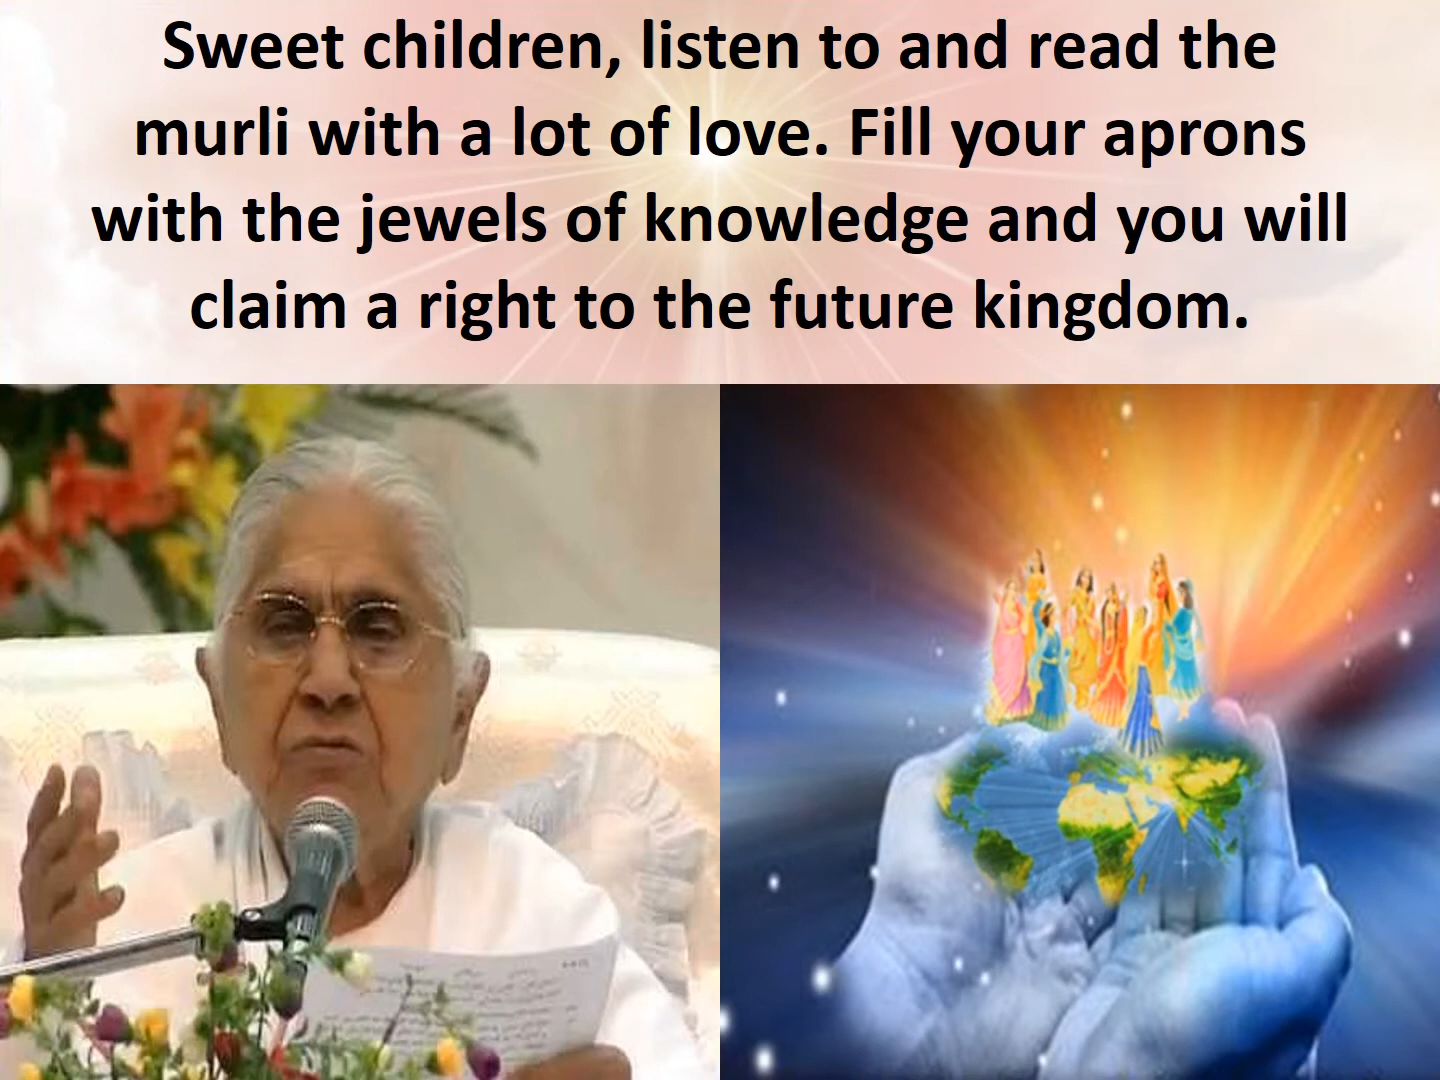 Sweet children, listen to and read the
murli with a lot of love. Fill your aprons
with the jewels of knowledge and you will
claim a right to the future kingdom.